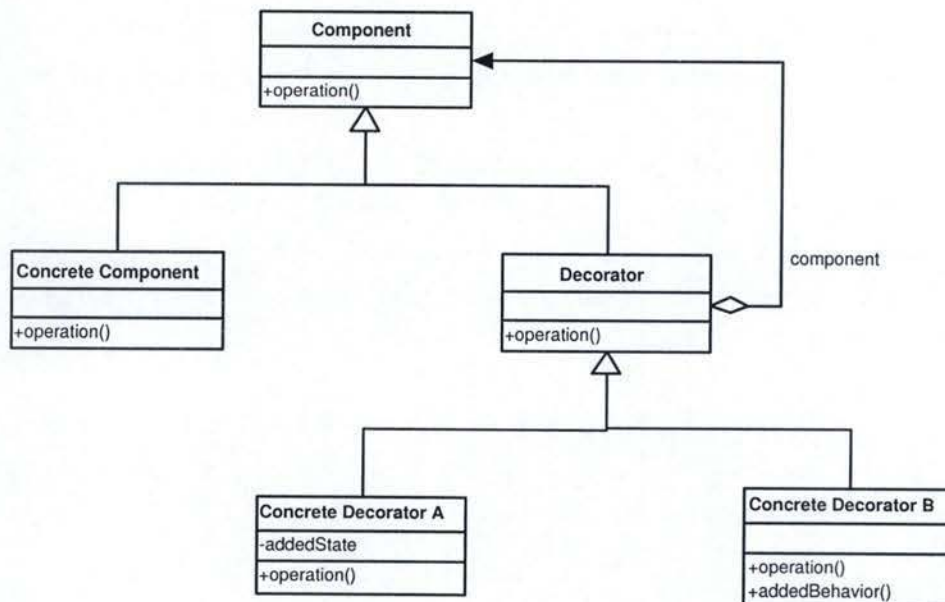 Component
+operation()
component
Concrete Component
+operation()
Decorator
+operation()
Concrete Decorator A
-addedState
+operation()
Concrete Decorator B
+operation()
+addedBehavior()